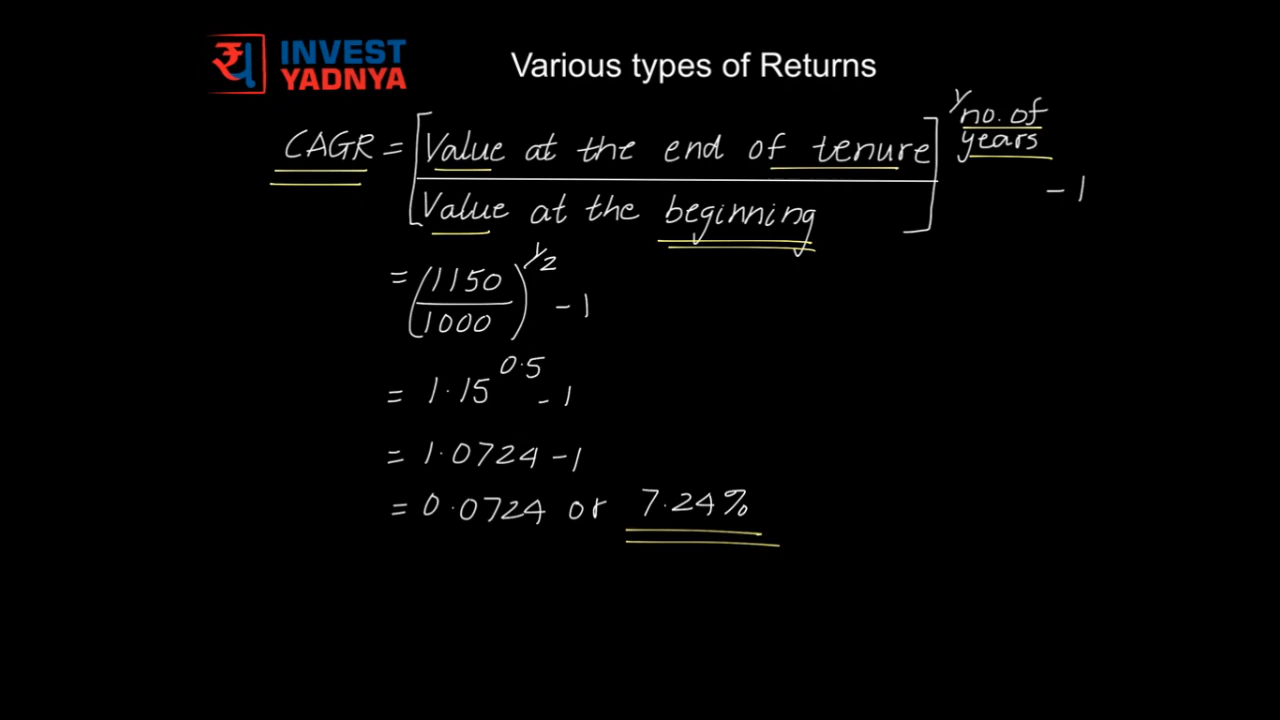 रु INVEST
YADNYA
Various types of Returns
CAGR = [Value at the end of tenure / Value at the beginning]^(1/no. of years) - 1
= (1150/1000)^(1/2) - 1
= 1.15^0.5 - 1
= 1.0724 - 1
= 0.0724 or 7.24%